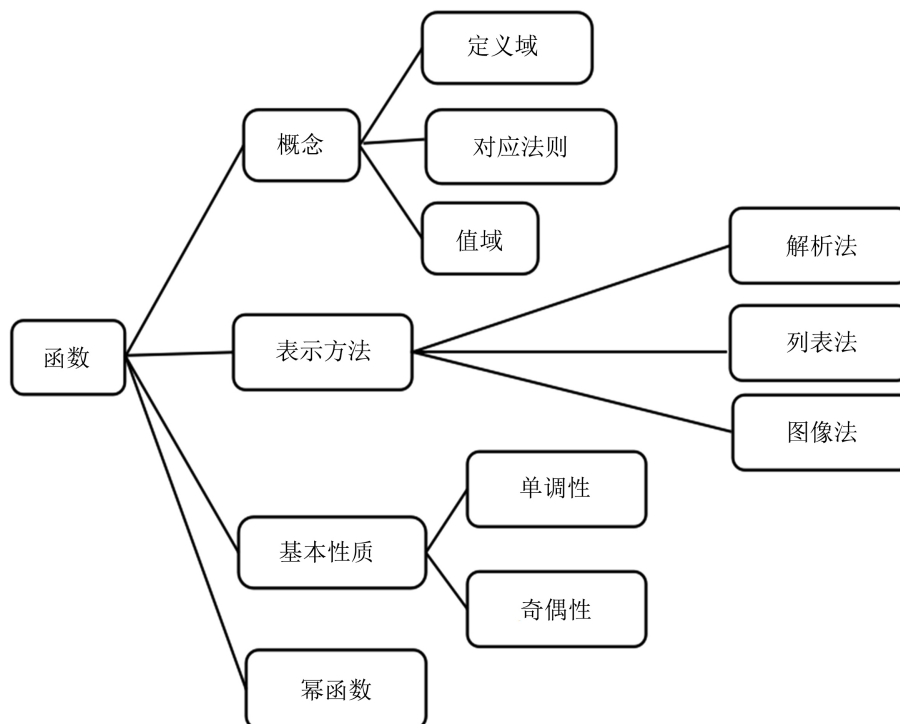 函数
概念
定义域
对应法则
值域
表示方法
解析法
列表法
图像法
基本性质
单调性
奇偶性
幂函数